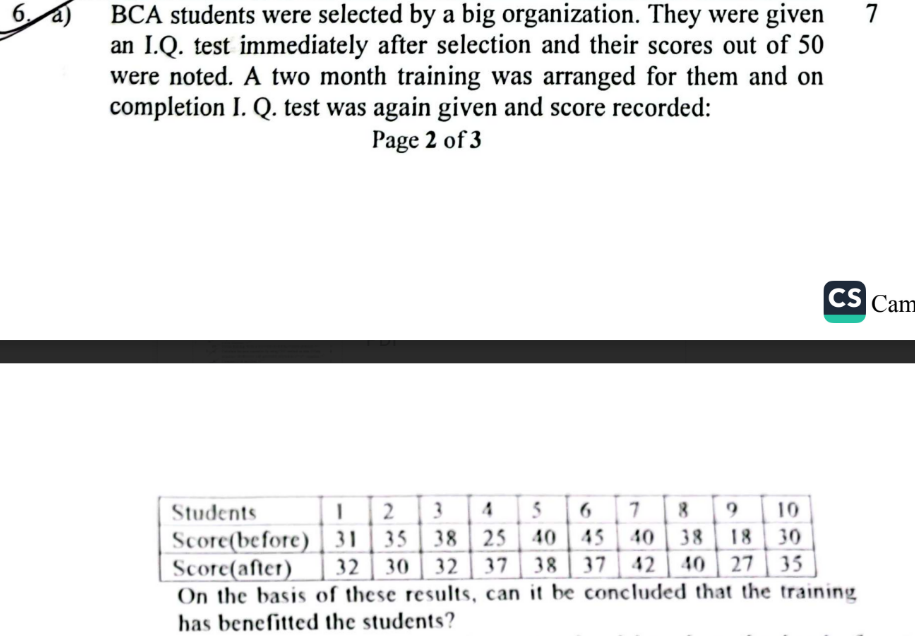 6. a) BCA students were selected by a big organization. They were given 7
an I.Q. test immediately after selection and their scores out of 50
were noted. A two month training was arranged for them and on
completion I. Q. test was again given and score recorded:
Page 2 of 3
CS Cam
Students 1 2 3 4 5 6 7 8 9 10
Score(before) 31 35 38 25 40 45 40 38 18 30
Score(after) 32 30 32 37 38 37 42 40 27 35
On the basis of these results, can it be concluded that the training
has benefitted the students?